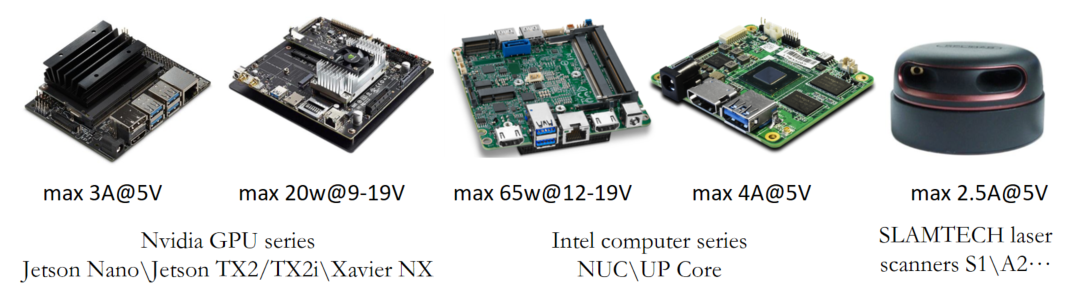 max 3A@5V
max 20w@9-19V
max 65w@12-19V
max 4A@5V
max 2.5A@5V
Nvidia GPU series
Jetson Nano\Jetson TX2/TX2i\Xavier NX
Intel computer series
NUC\UP Core
SLAMTECH laser
scanners S1\A2⋯